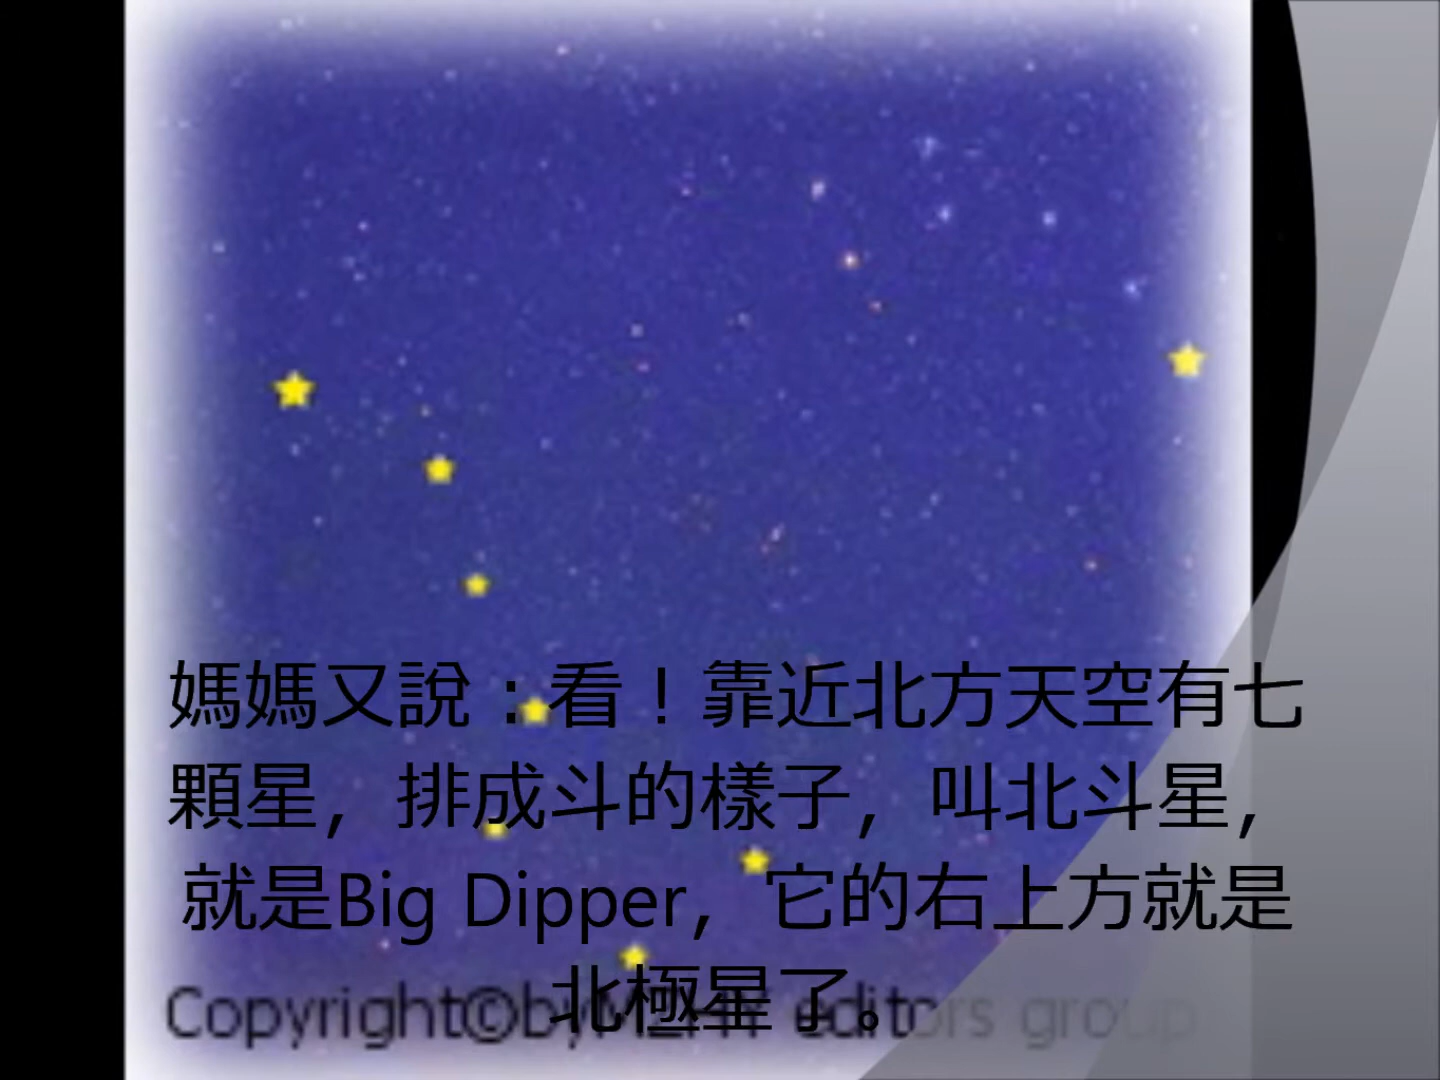 媽媽又說：看！靠近北方天空有七
顆星，排成斗的樣子，叫北斗星，
就是Big Dipper，它的右上方就是
北極星了。
Copyright©by editors group